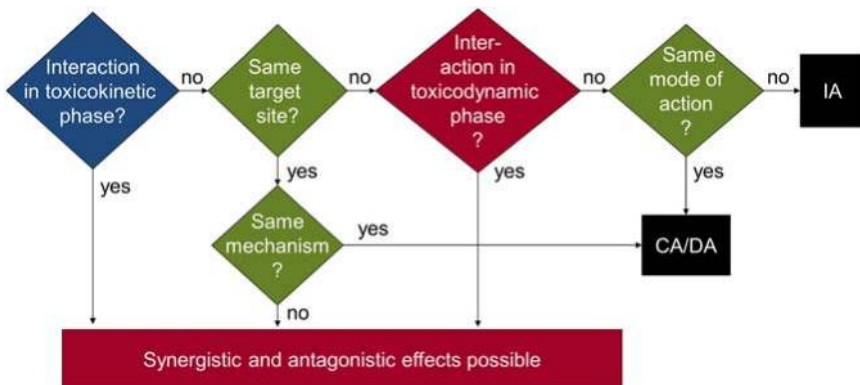 Interaction
in toxicokinetic
phase?
no
Same
target
site?
no
Inter-
action in
toxicodynamic
phase
?
no
Same
mode of
action
?
no
IA
yes
yes
yes
yes
Same
mechanism
?
yes
CA/DA
no
Synergistic and antagonistic effects possible